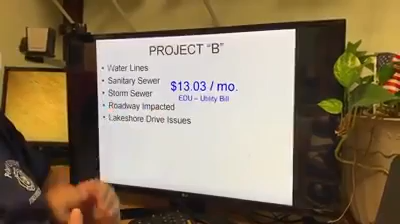 PROJECT “B”
• Water Lines
• Sanitary Sewer
• Storm Sewer
• Roadway Impacted
• Lakeshore Drive Issues
$13.03 / mo.
EDU – Utility Bill